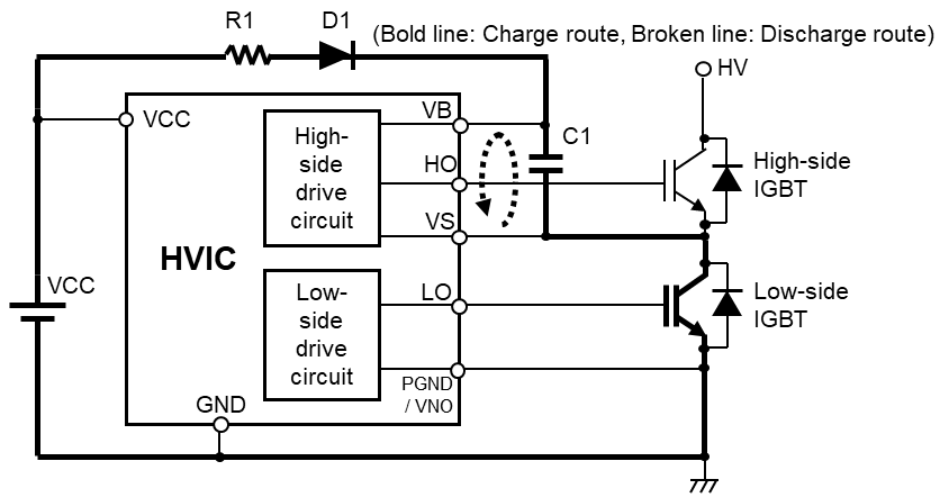 R1
D1
(Bold line: Charge route, Broken line: Discharge route)
HV
VCC
High-
side
drive
circuit
VB
C1
HO
High-side
IGBT
VS
HVIC
VCC
Low-
side
drive
circuit
LO
Low-side
IGBT
PGND
/ VNO
GND